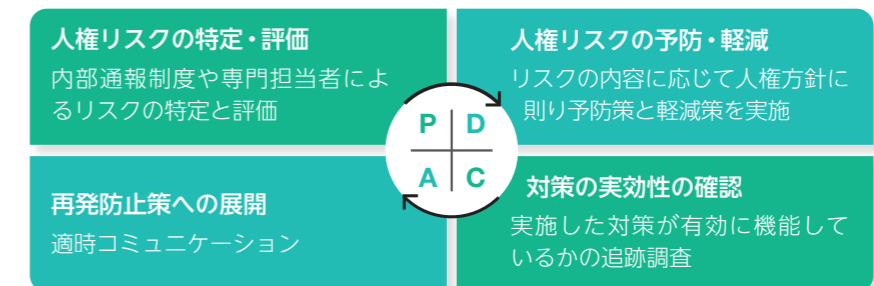 人権リスクの特定・評価
内部通報制度や専門担当者によ
るリスクの特定と評価
人権リスクの予防・軽減
リスクの内容に応じて人権方針に
則り予防策と軽減策を実施
P D
A C
再発防止策への展開
適時コミュニケーション
対策の実効性の確認
実施した対策が有効に機能して
いるかの追跡調査